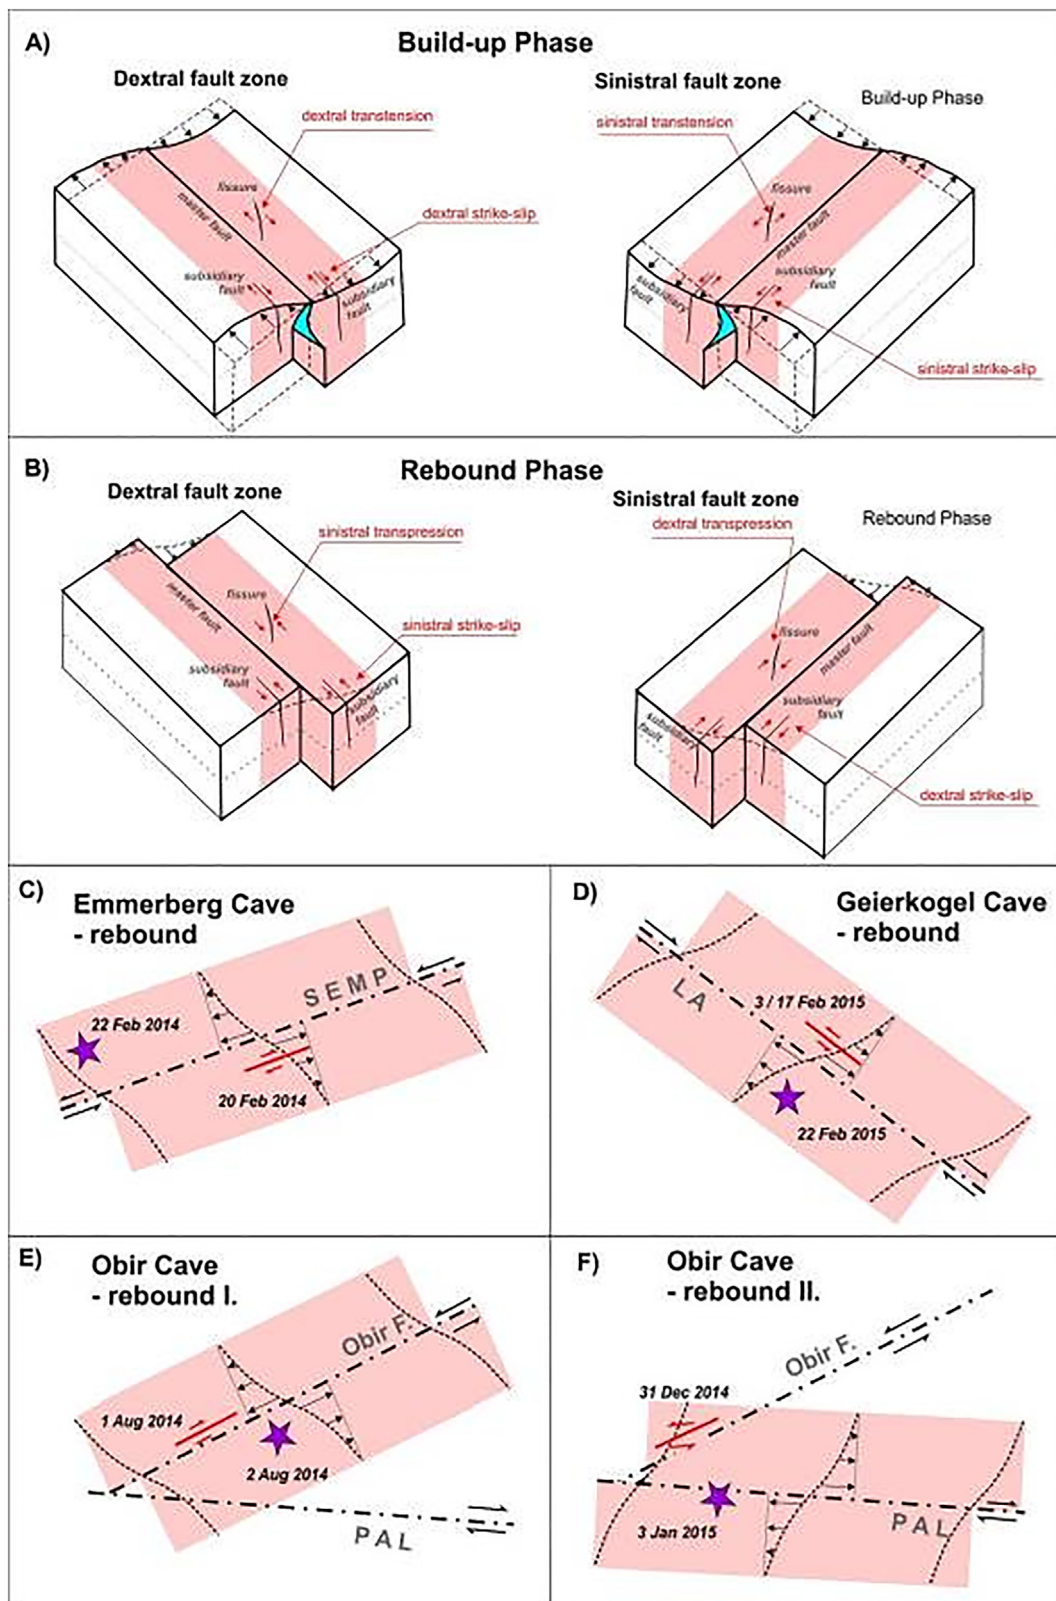 A)
Build-up Phase
Dextral fault zone
Sinistral fault zone
Build-up Phase
dextral transtension
sinistral transtension
fissure
fissure
master fault
master fault
dextral strike-slip
subsidiary
fault
subsidiary
fault
subsidiary
fault
subsidiary
fault
sinistral strike-slip
B)
Rebound Phase
Dextral fault zone
Sinistral fault zone
Rebound Phase
sinistral transpression
dextral transpression
fissure
fissure
master fault
master fault
sinistral strike-slip
subsidiary
fault
subsidiary
fault
subsidiary
fault
subsidiary
fault
dextral strike-slip
C)
Emmerberg Cave
- rebound
SEMP
22 Feb 2014
20 Feb 2014
D)
Geierkogel Cave
- rebound
LA
3 / 17 Feb 2015
22 Feb 2015
E)
Obir Cave
- rebound I.
Obir F.
1 Aug 2014
2 Aug 2014
PAL
F)
Obir Cave
- rebound II.
Obir F.
31 Dec 2014
3 Jan 2015
PAL